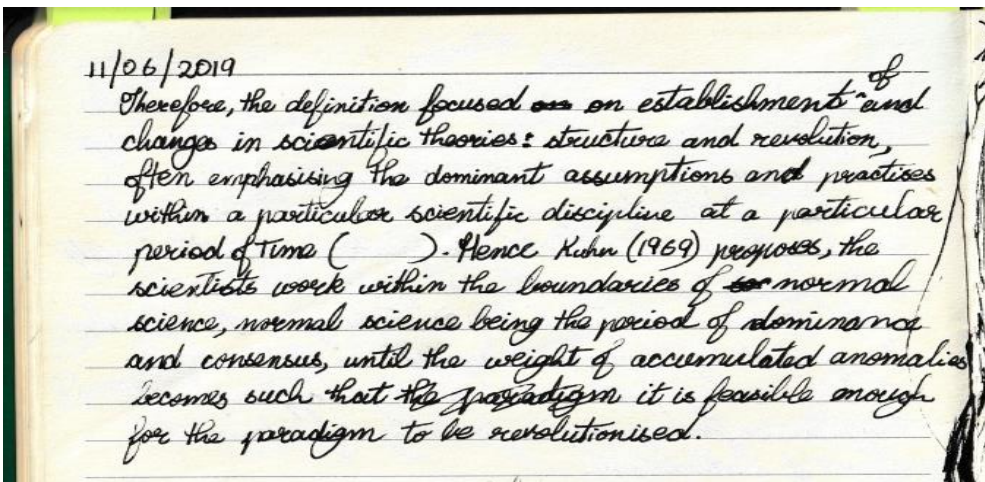 11/06/2019
Therefore, the definition focused on establishment of and
changes in scientific theories: structure and revolution,
often emphasising the dominant assumptions and practises
within a particular scientific discipline at a particular
period of Time (        ). Hence Kuhn (1969) proposes, the
scientists work within the boundaries of normal
science, normal science being the period of dominance
and consensus, until the weight of accumulated anomalies
becomes such that the paradigm it is feasible enough
for the paradigm to be revolutionised.